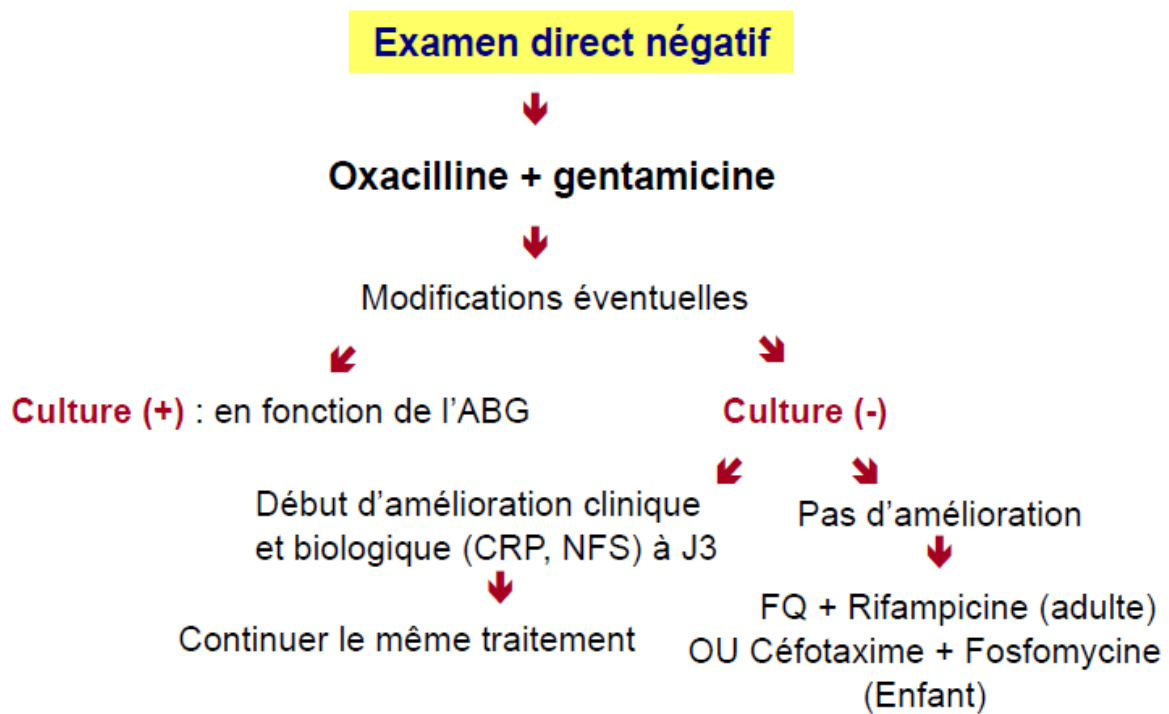 Examen direct négatif
Oxacilline + gentamicine
Modifications éventuelles
Culture (+) : en fonction de l'ABG
Culture (-)
Début d'amélioration clinique
et biologique (CRP, NFS) à J3
Continuer le même traitement
Pas d'amélioration
FQ + Rifampicine (adulte)
OU Céfotaxime + Fosfomycine
(Enfant)